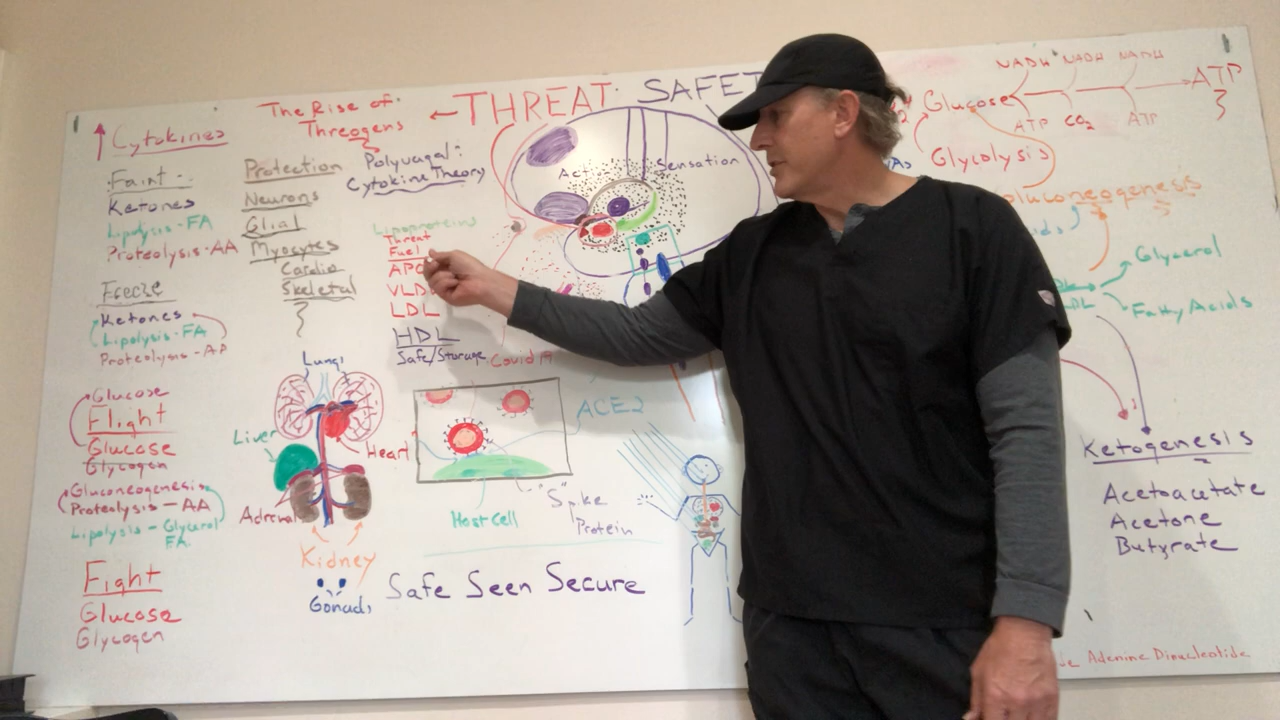 Cytokines
Faint
Ketones
Lipolysis-FA
Proteolysis-AA
Freeze
Ketones
Lipolysis-FA
Proteolysis-AA
Glucose
Flight
Glucose
Glycogen
Gluconeogenesis
Proteolysis-AA
Lipolysis-Glycerol
FA
Fight
Glucose
Glycogen
The Rise of
Threogens
Protection
Neurons
Glial
Myocytes
Cardio
Skeletal
Lungs
Liver
Heart
Adrenal
Kidney
Gonads
← THREAT
SAFET
Polyvagal:
Cytokine Theory
Lipoproteins
Threat
Fuel
APO
VLD
LDL
HDL
Safe/Storage
Covid 19
Act
Sensation
ACE2
Host Cell
"S"pike
Protein
Safe Seen Secure
NADH NADH NADH
Glucose
ATP
ATP CO2 ATP
Glycolysis
luconeogenesis
Glycerol
Fatty Acids
DL
Ketogenesis
Acetoacetate
Acetone
Butyrate
Adenine Dinucleotide